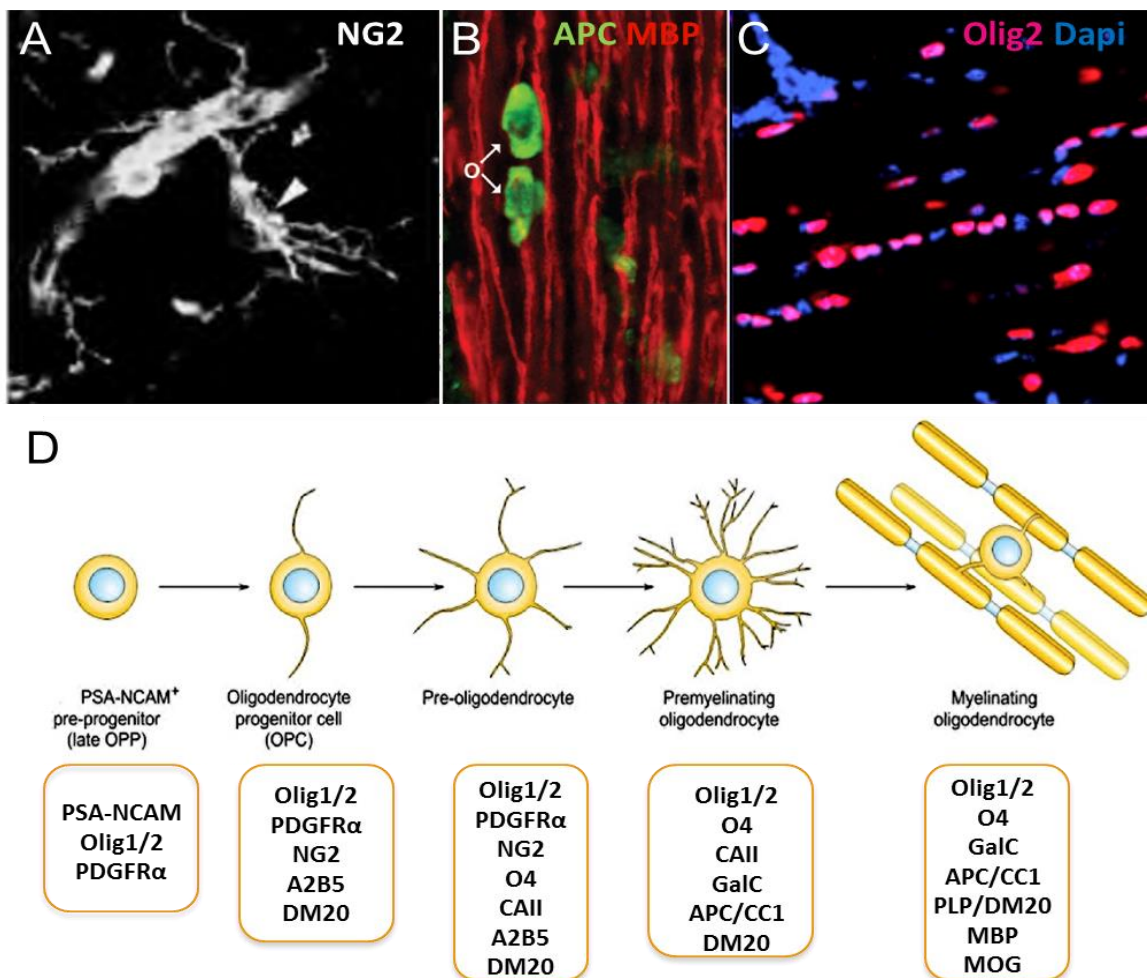 A
NG2
B
APC MBP
O
C
Olig2 Dapi
D
PSA-NCAM⁺
pre-progenitor
(late OPP)
Oligodendrocyte
progenitor cell
(OPC)
Pre-oligodendrocyte
Premyelinating
oligodendrocyte
Myelinating
oligodendrocyte
PSA-NCAM
Olig1/2
PDGFRα
Olig1/2
PDGFRα
NG2
A2B5
DM20
Olig1/2
PDGFRα
NG2
O4
CAII
A2B5
DM20
Olig1/2
O4
CAII
GalC
APC/CC1
DM20
Olig1/2
O4
GalC
APC/CC1
PLP/DM20
MBP
MOG